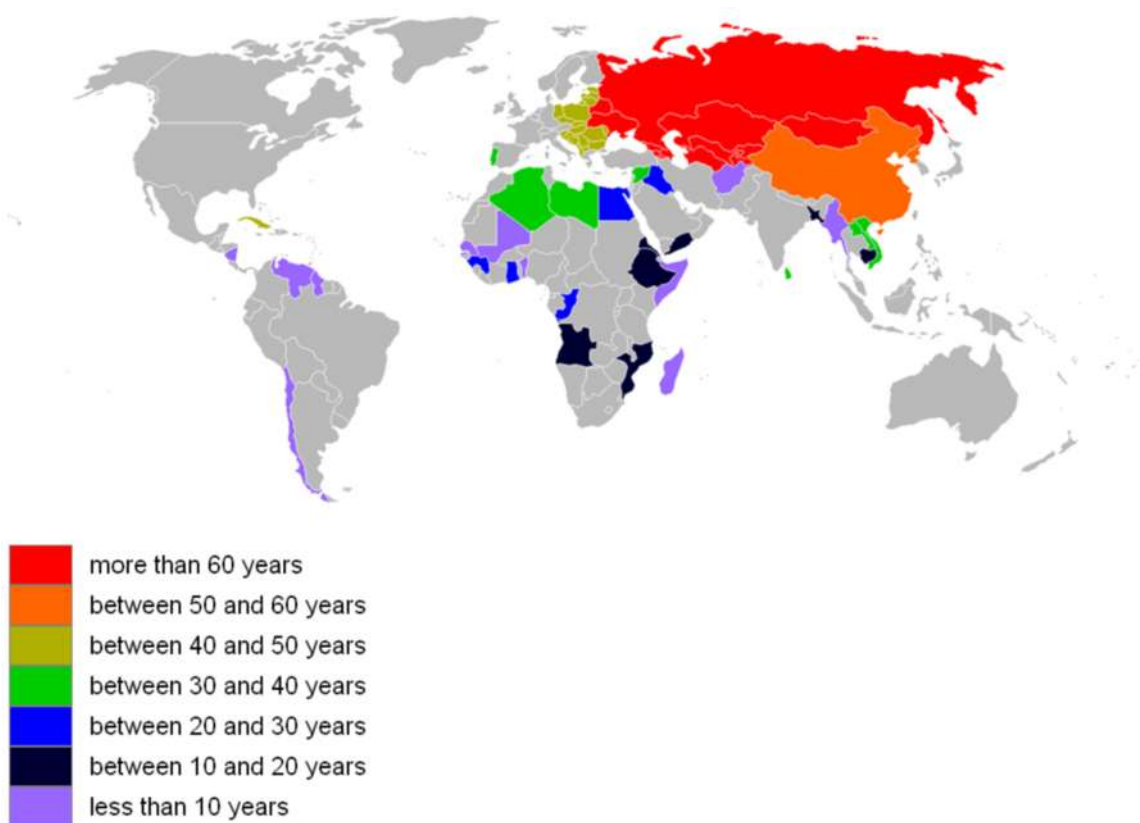 more than 60 years
between 50 and 60 years
between 40 and 50 years
between 30 and 40 years
between 20 and 30 years
between 10 and 20 years
less than 10 years